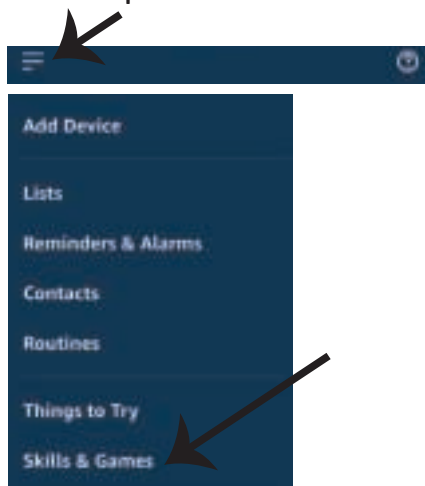 Add Device
Lists
Reminders & Alarms
Contacts
Routines
Things to Try
Skills & Games